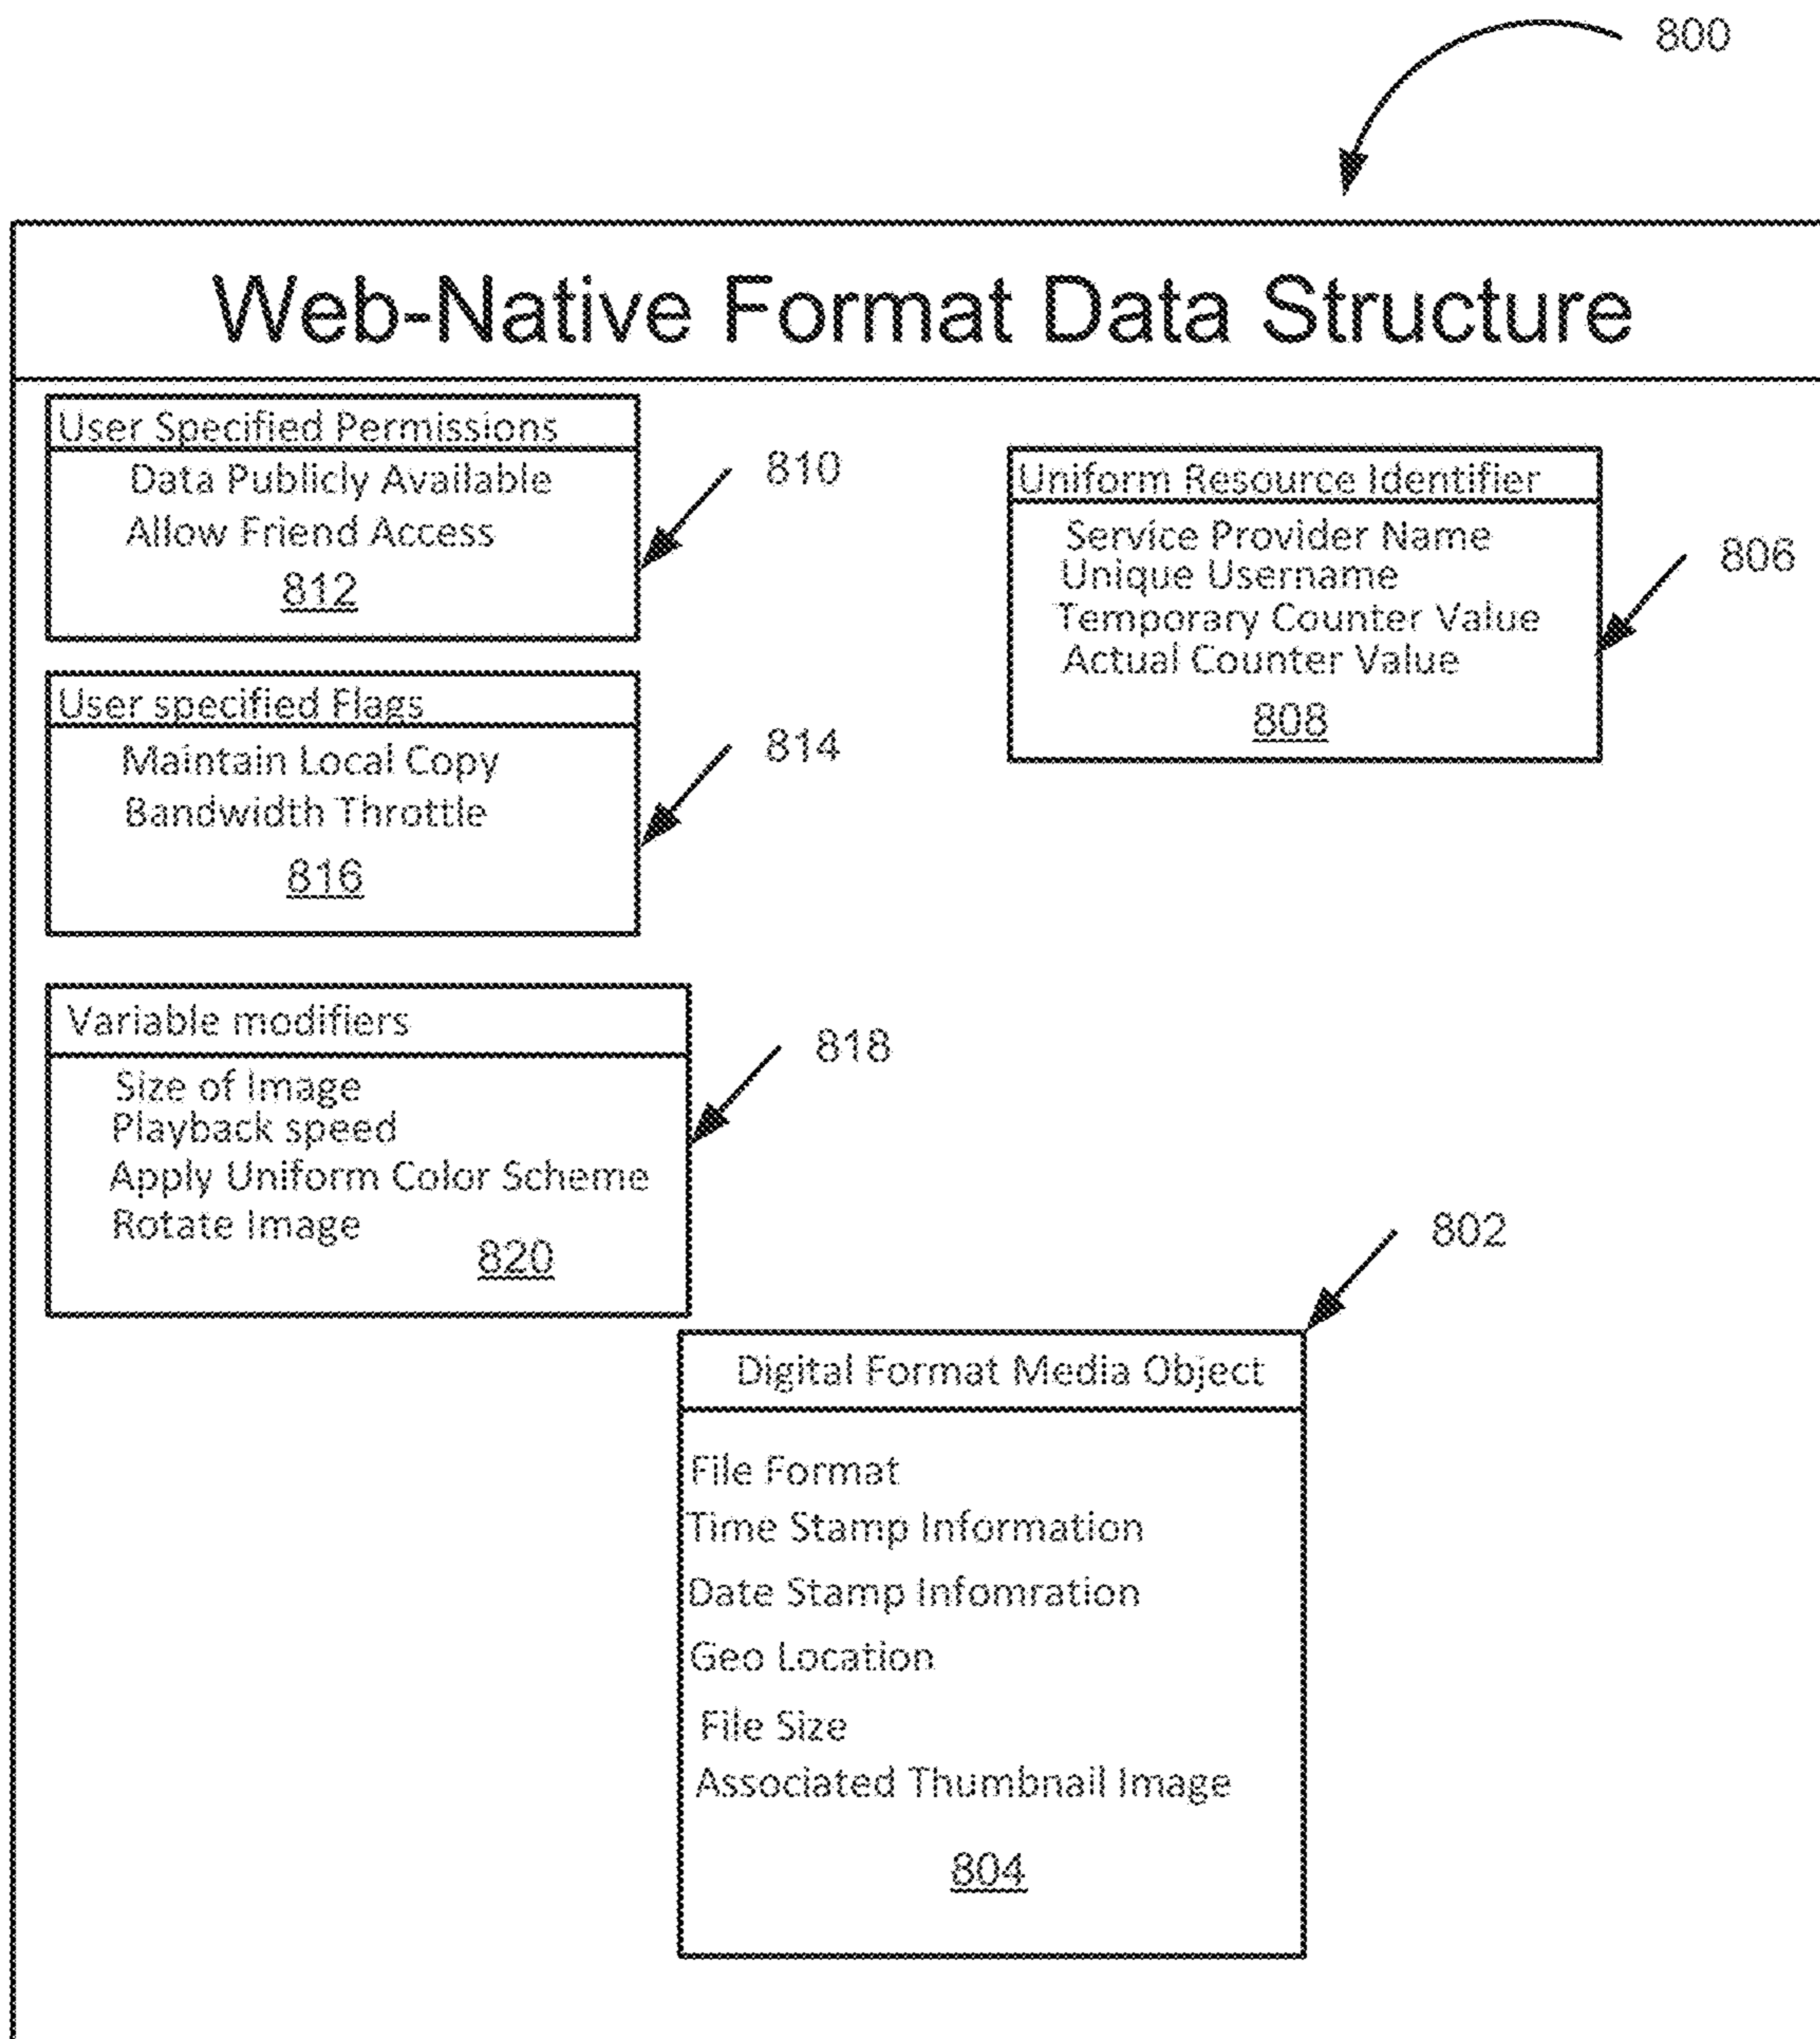 800
Web-Native Format Data Structure
User Specified Permissions
Data Publicly Available
Allow Friend Access
812
810
Uniform Resource Identifier
Service Provider Name
Unique Username
Temporary Counter Value
Actual Counter Value
808
806
User specified Flags
Maintain Local Copy
Bandwidth Throttle
816
814
Variable modifiers
Size of Image
Playback speed
Apply Uniform Color Scheme
Rotate Image
820
818
802
Digital Format Media Object
File Format
Time Stamp Information
Date Stamp Infomration
Geo Location
File Size
Associated Thumbnail Image
804